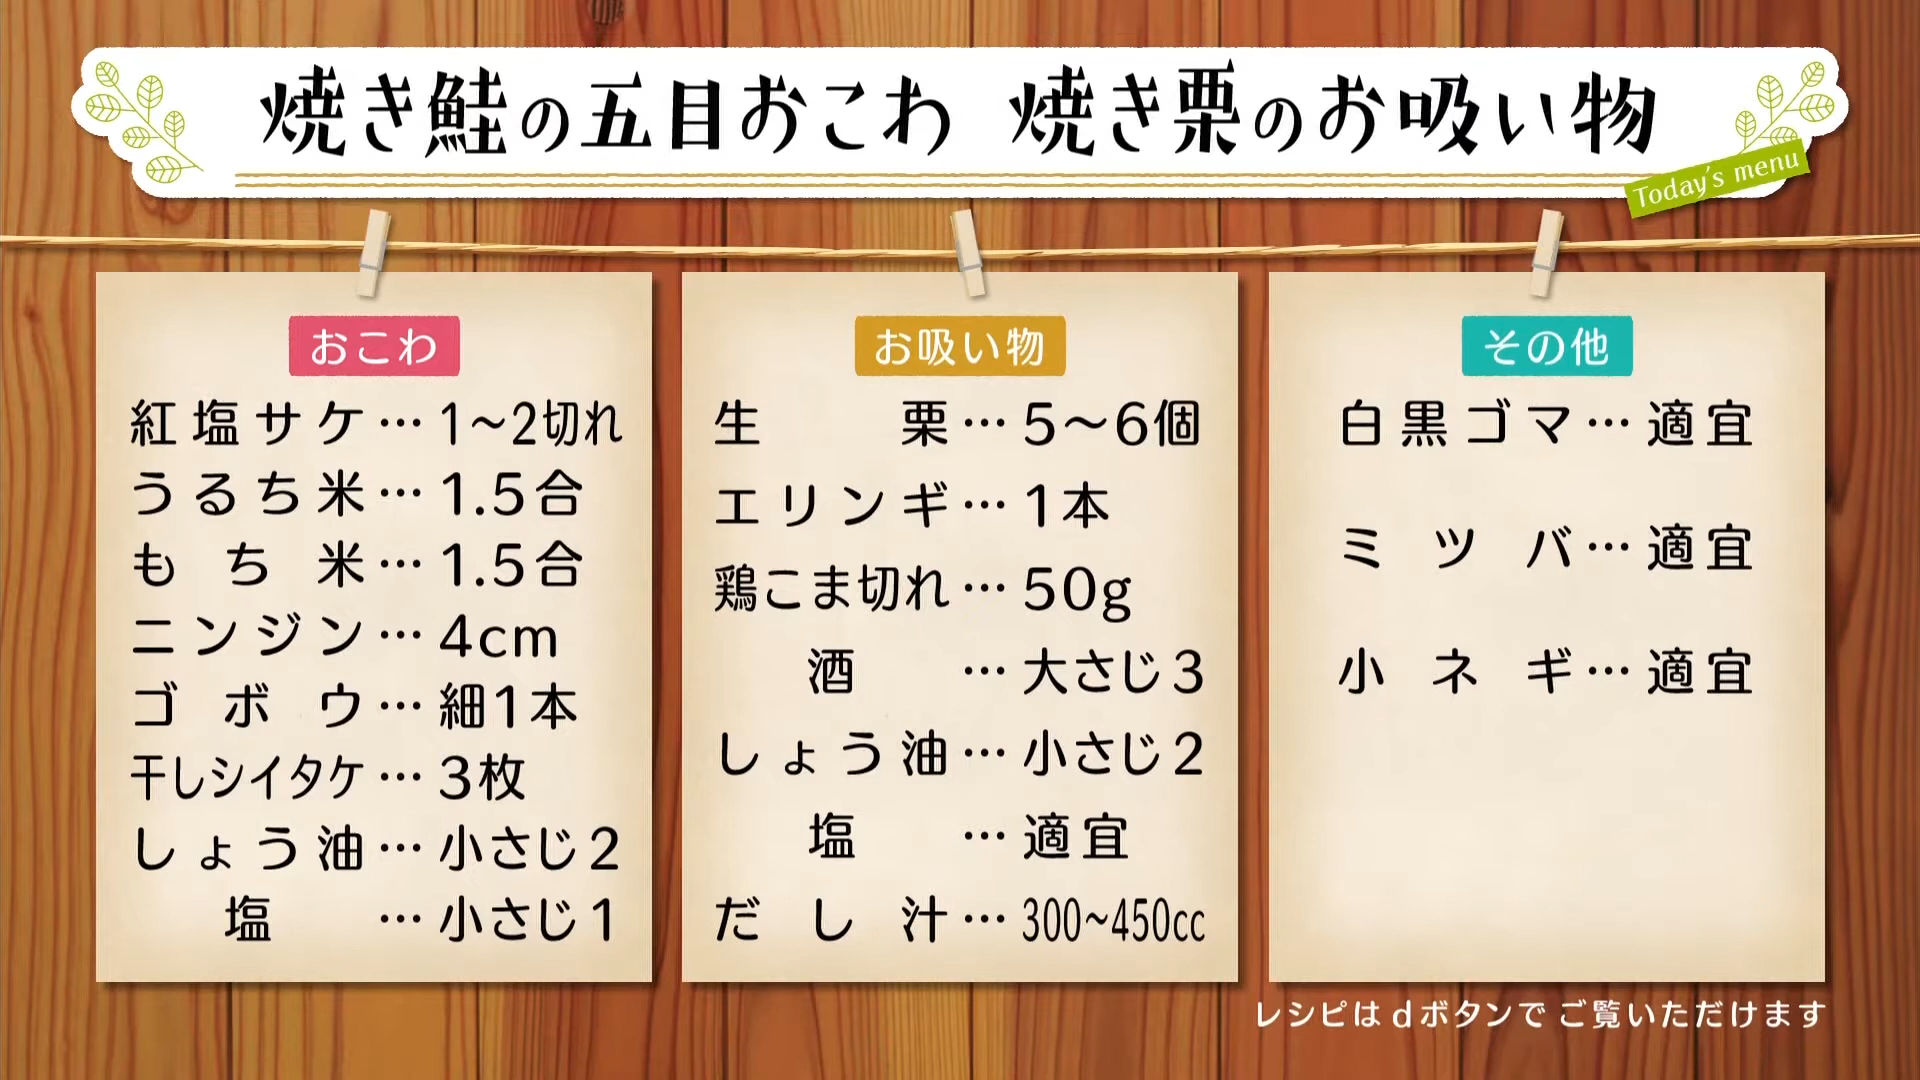 焼き鮭の五目おこわ 焼き栗のお吸い物
Today's menu
おこわ
紅塩サケ…1～2切れ
うるち米…1.5合
もち米…1.5合
ニンジン…4cm
ゴボウ…細1本
干しシイタケ…3枚
しょう油…小さじ2
塩…小さじ1
お吸い物
生栗…5～6個
エリンギ…1本
鶏こま切れ…50g
酒…大さじ3
しょう油…小さじ2
塩…適宜
だし汁…300~450cc
その他
白黒ゴマ…適宜
ミツバ…適宜
小ネギ…適宜
レシピはdボタンで ご覧いただけます